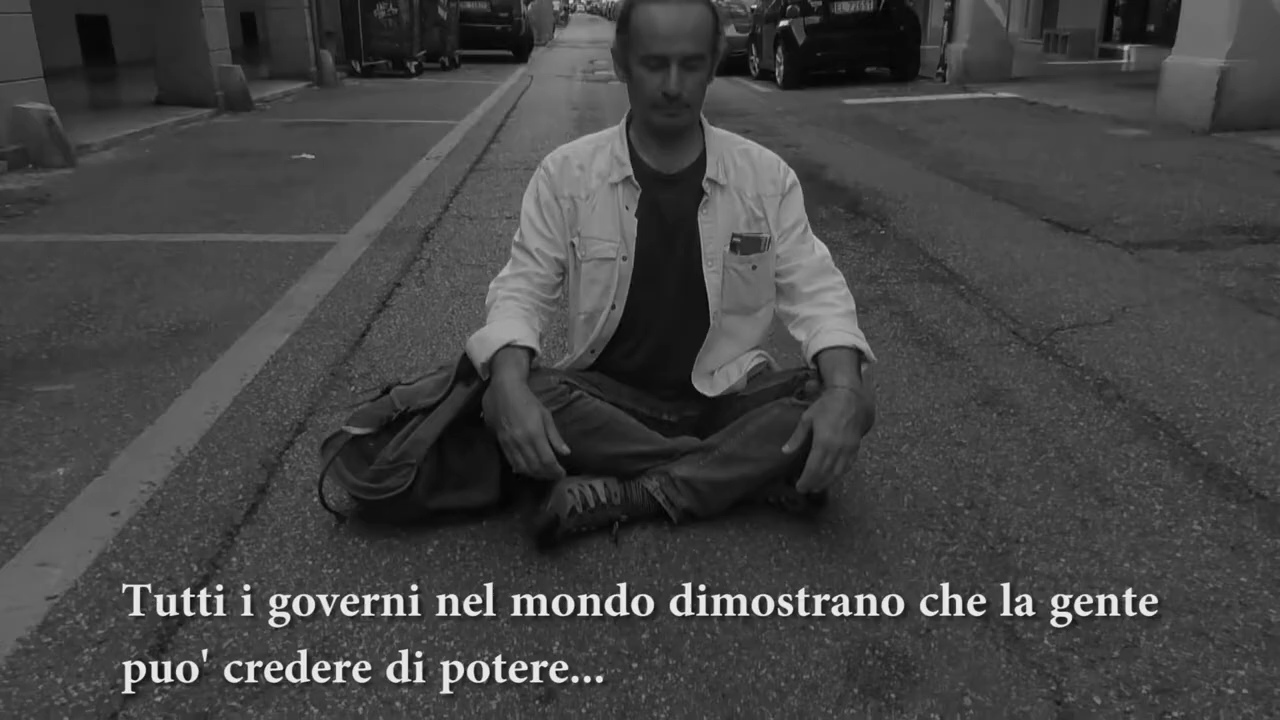 Tutti i governi nel mondo dimostrano che la gente
puo' credere di potere...